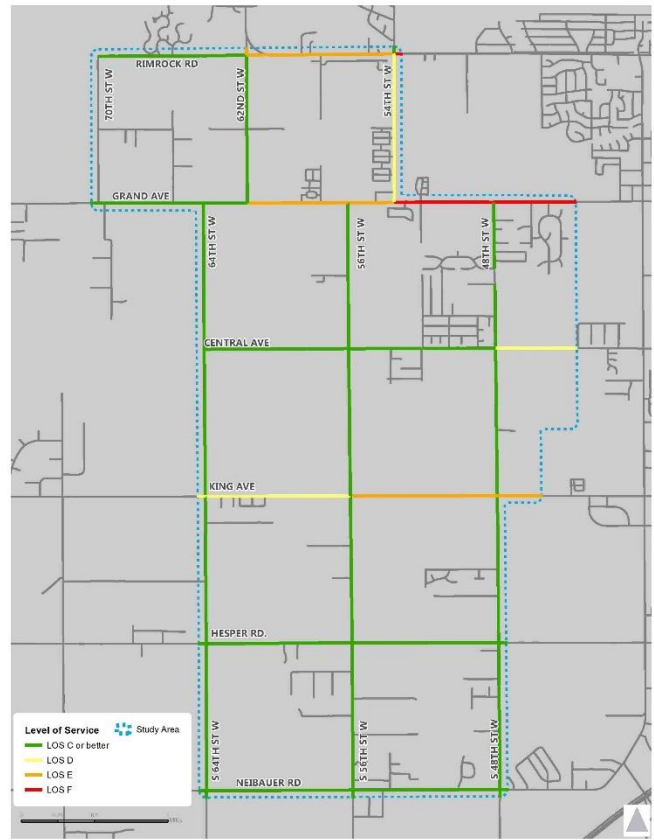 RIMROCK RD
70TH ST W
62ND ST W
54TH ST W
GRAND AVE
64TH ST W
56TH ST W
48TH ST W
CENTRAL AVE
KING AVE
HESPER RD.
S 64TH ST W
S 56TH ST W
S 48TH ST W
NEIBAUER RD
Level of Service
Study Area
LOS C or better
LOS D
LOS E
LOS F